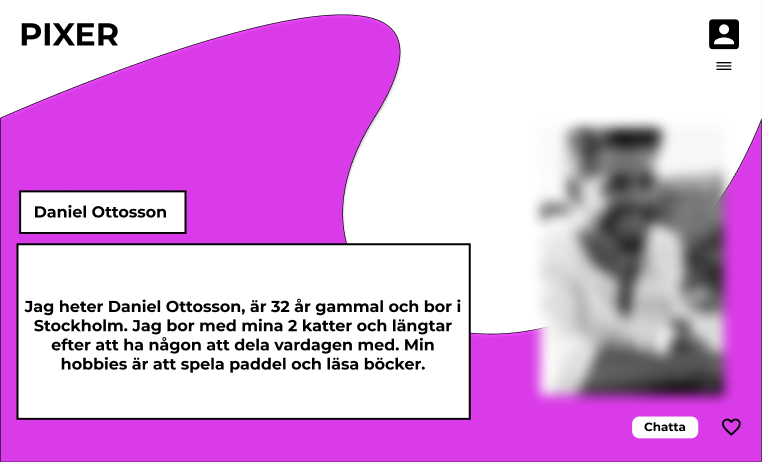 PIXER
Daniel Ottosson
Jag heter Daniel Ottosson, är 32 år gammal och bor i
Stockholm. Jag bor med mina 2 katter och längtar
efter att ha någon att dela vardagen med. Min
hobbies är att spela paddel och läsa böcker.
Chatta